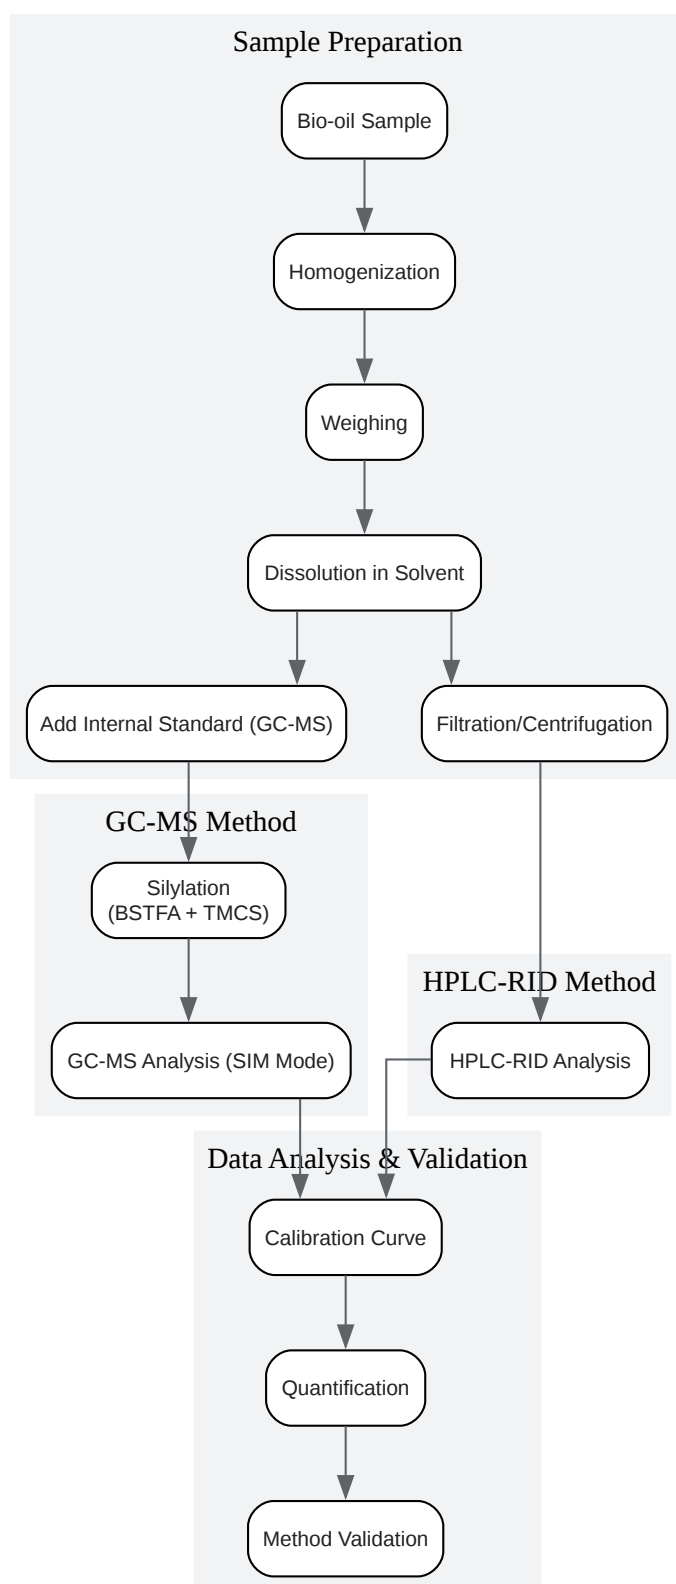 Sample Preparation
Bio-oil Sample
Homogenization
Weighing
Dissolution in Solvent
Add Internal Standard (GC-MS)
Filtration/Centrifugation
GC-MS Method
Silylation
(BSTFA + TMCS)
HPLC-RID Method
GC-MS Analysis (SIM Mode)
HPLC-RID Analysis
Data Analysis & Validation
Calibration Curve
Quantification
Method Validation